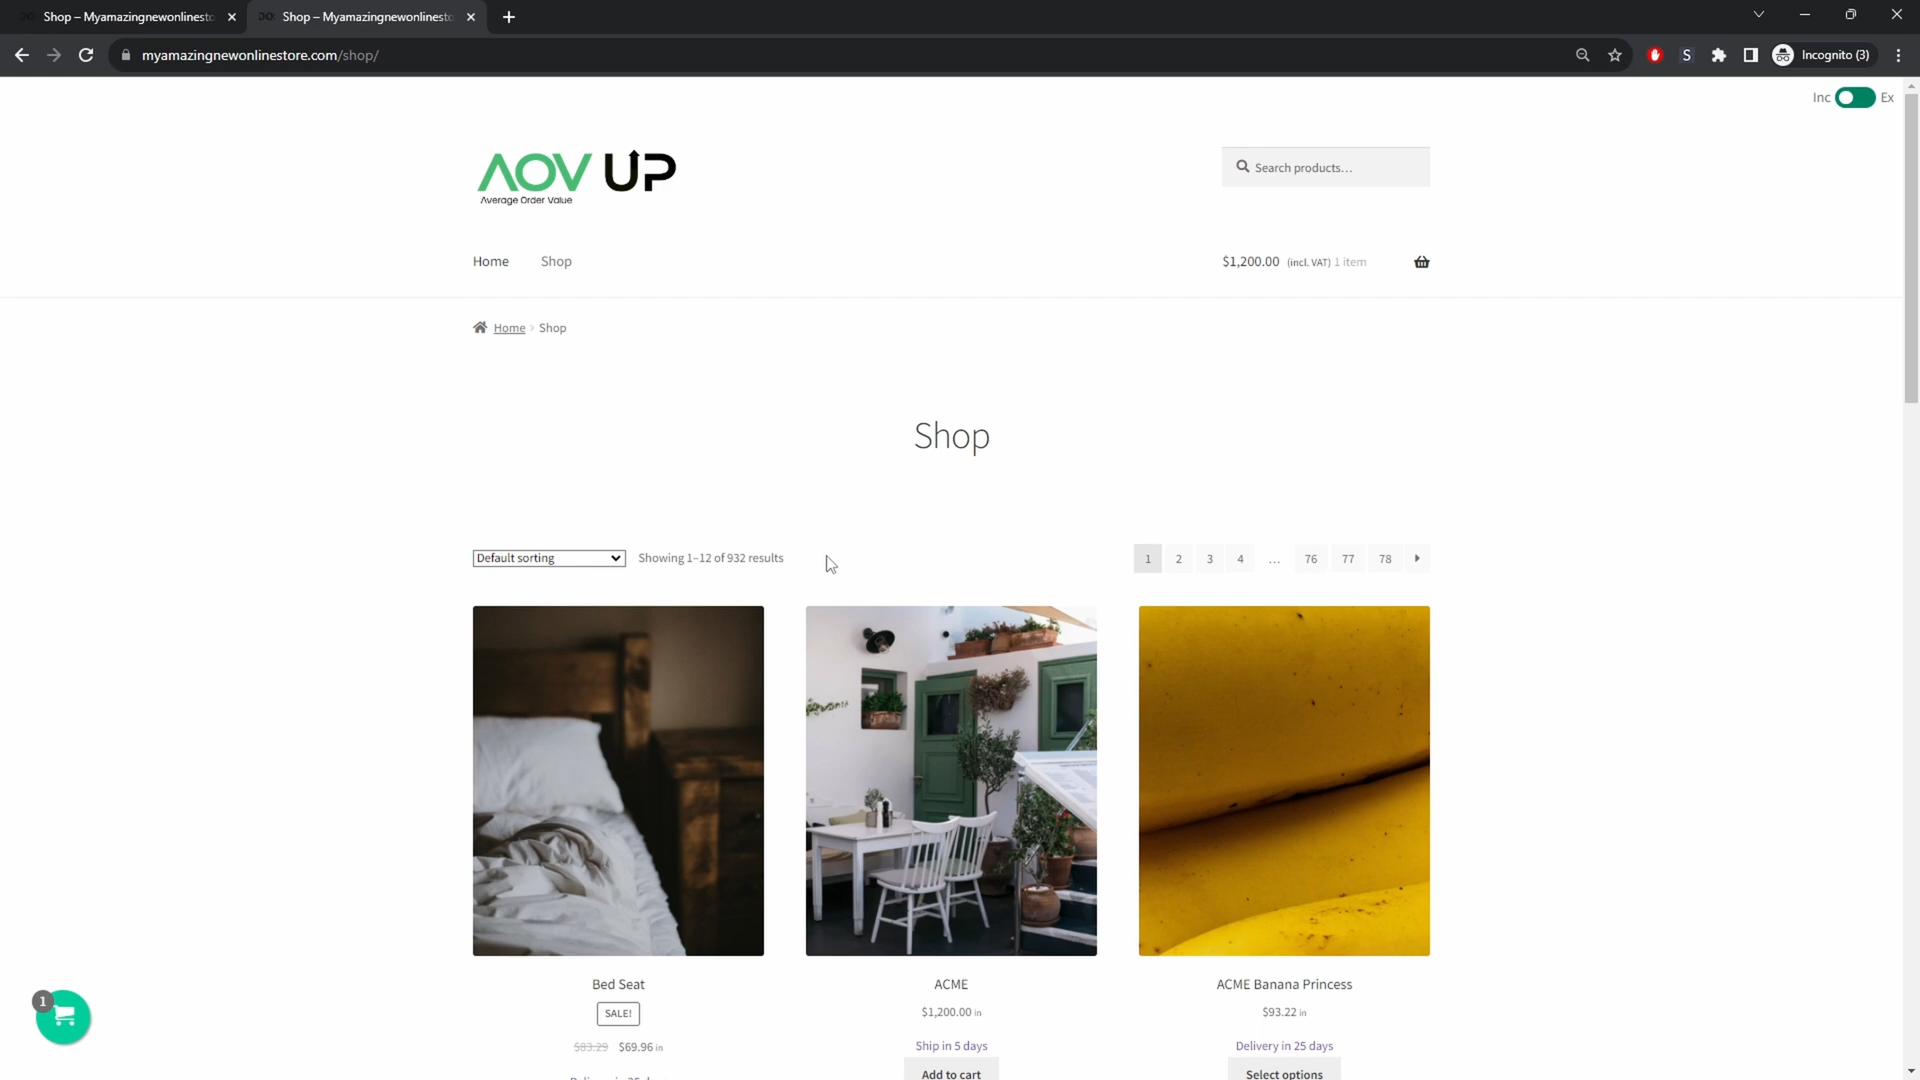 Shop – Myamazingnewonlinesto
Shop – Myamazingnewonlinesto
myamazingnewonlinestore.com/shop/
S
Incognito (3)
Inc
Ex
AOV UP
Average Order Value
Search products…
Home
Shop
$1,200.00 (incl. VAT) 1 item
Home › Shop
Shop
Default sorting
Showing 1–12 of 932 results
1 2 3 4 … 76 77 78
Bed Seat
SALE!
$83.29 $69.96 in
ACME
$1,200.00 in
Ship in 5 days
Add to cart
ACME Banana Princess
$93.22 in
Delivery in 25 days
Select options
1